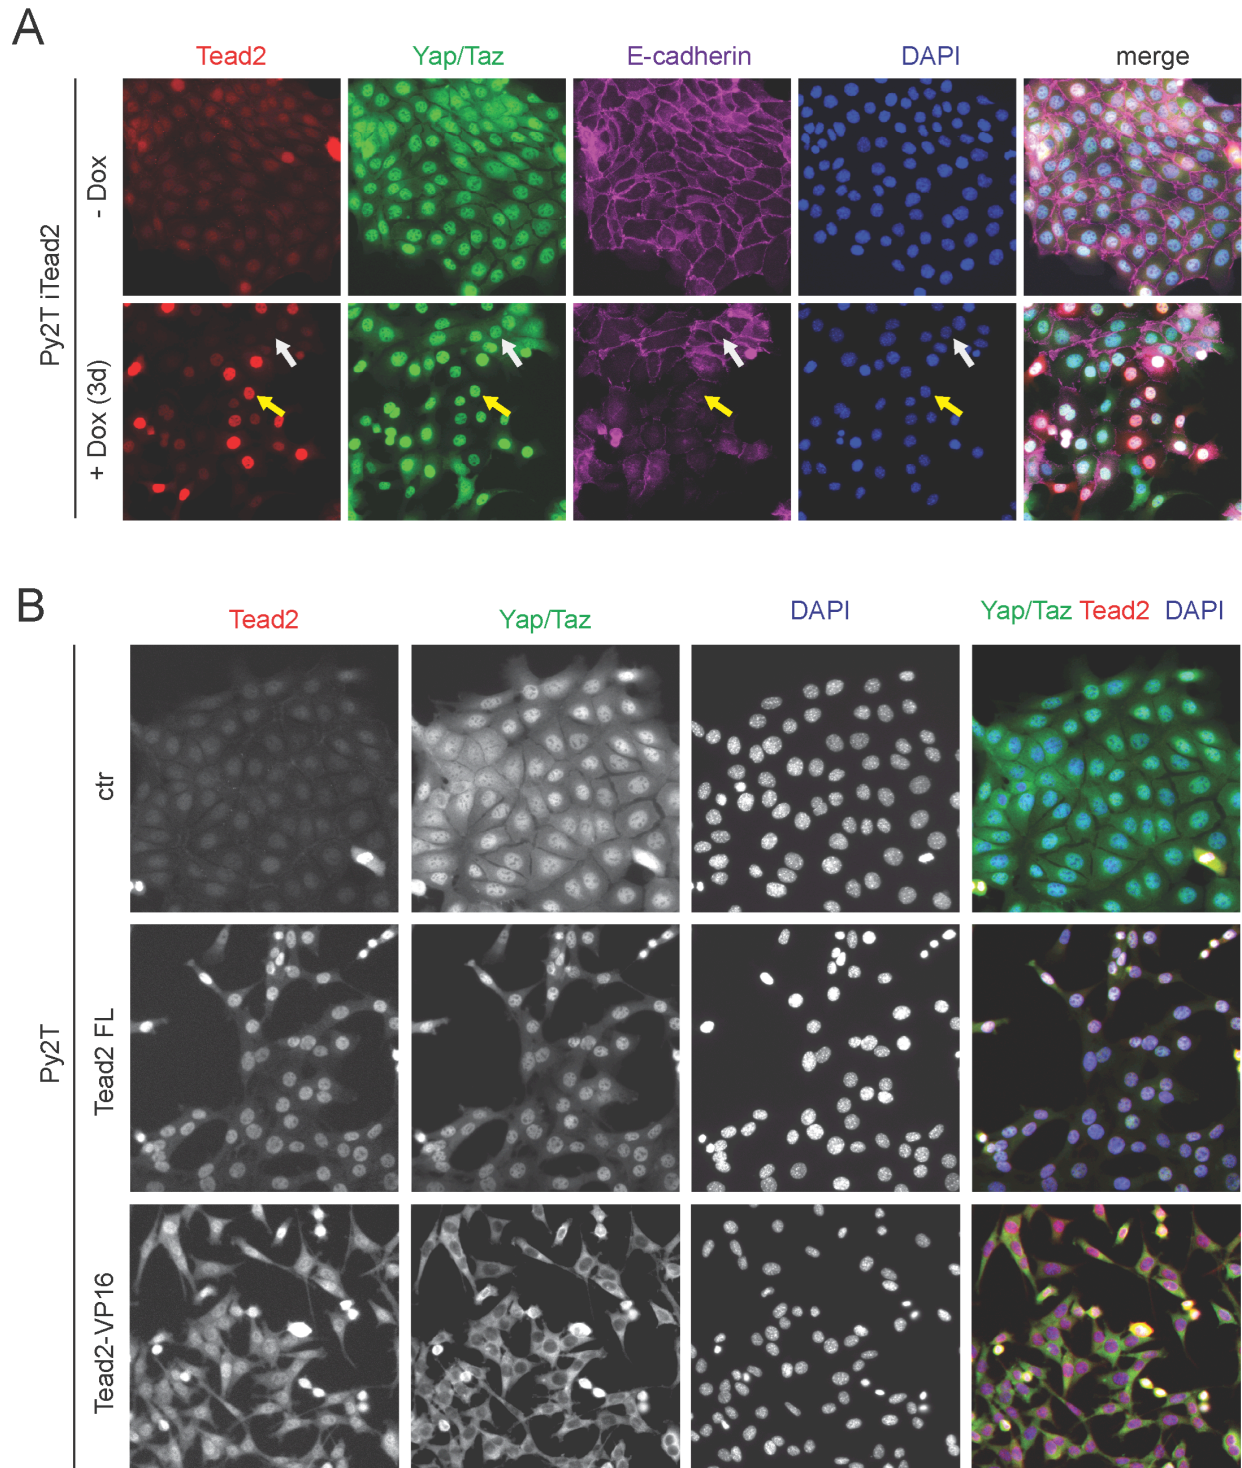 A
Tead2 Yap/Taz E-cadherin DAPI merge
Py2T iTead2
- Dox
+ Dox (3d)
B
Tead2 Yap/Taz DAPI Yap/Taz Tead2 DAPI
Py2T
ctr
Tead2 FL
Tead2-VP16